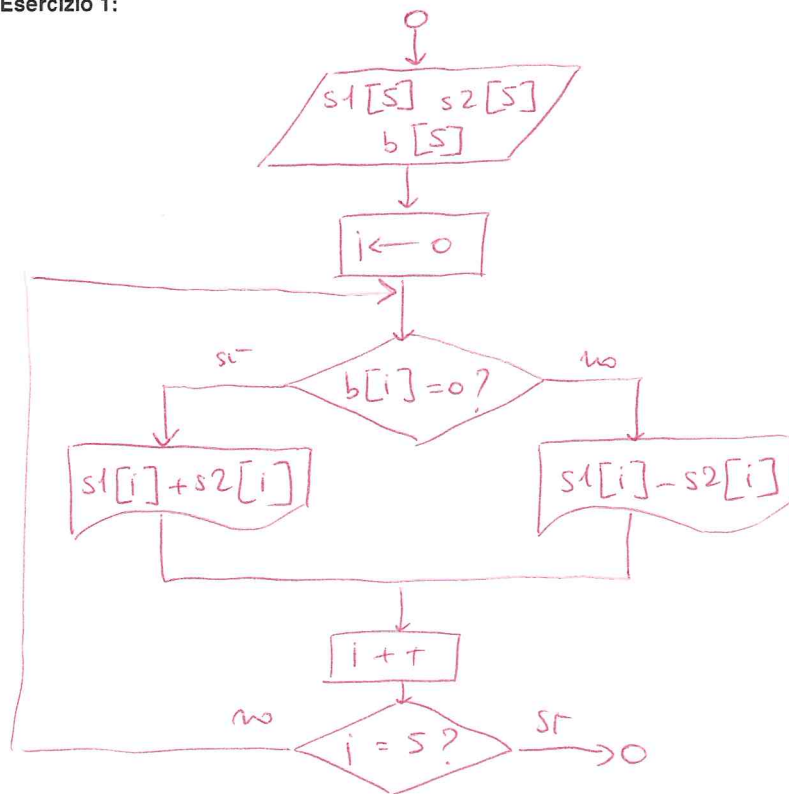 Esercizio 1:
s1[5] s2[5]
b[5]
i ← 0
sì
b[i]=0?
no
s1[i]+s2[i]
s1[i]-s2[i]
i++
no
i = 5?
sì